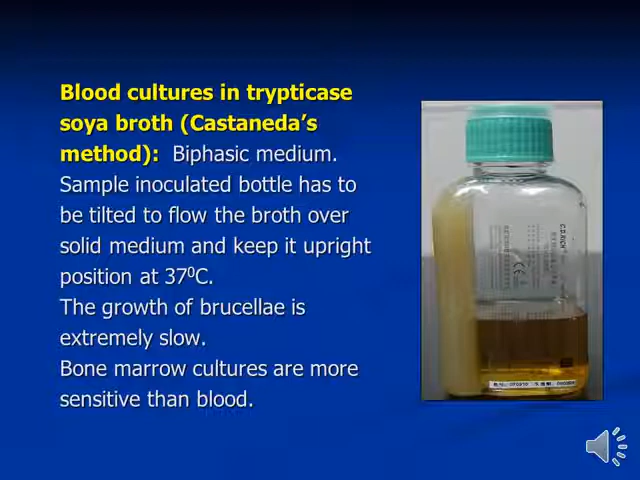 Blood cultures in trypticase
soya broth (Castaneda's
method): Biphasic medium.
Sample inoculated bottle has to
be tilted to flow the broth over
solid medium and keep it upright
position at 37⁰C.
The growth of brucellae is
extremely slow.
Bone marrow cultures are more
sensitive than blood.